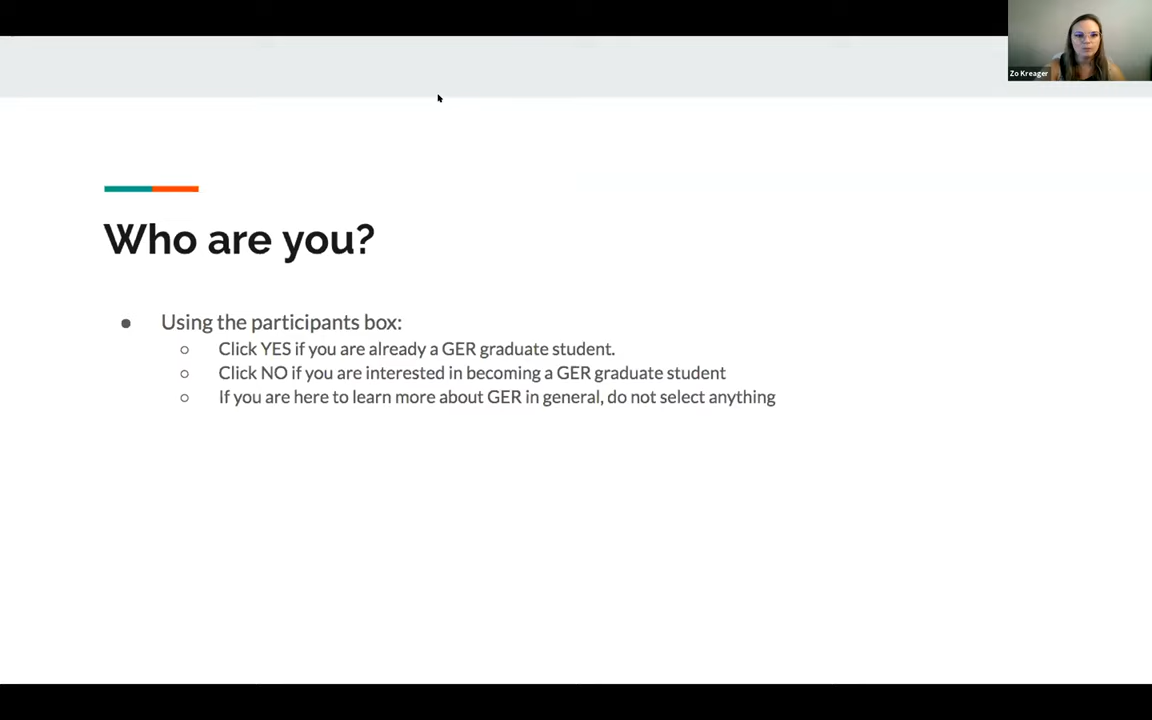 Zo Kreager
Who are you?
● Using the participants box:
○ Click YES if you are already a GER graduate student.
○ Click NO if you are interested in becoming a GER graduate student
○ If you are here to learn more about GER in general, do not select anything